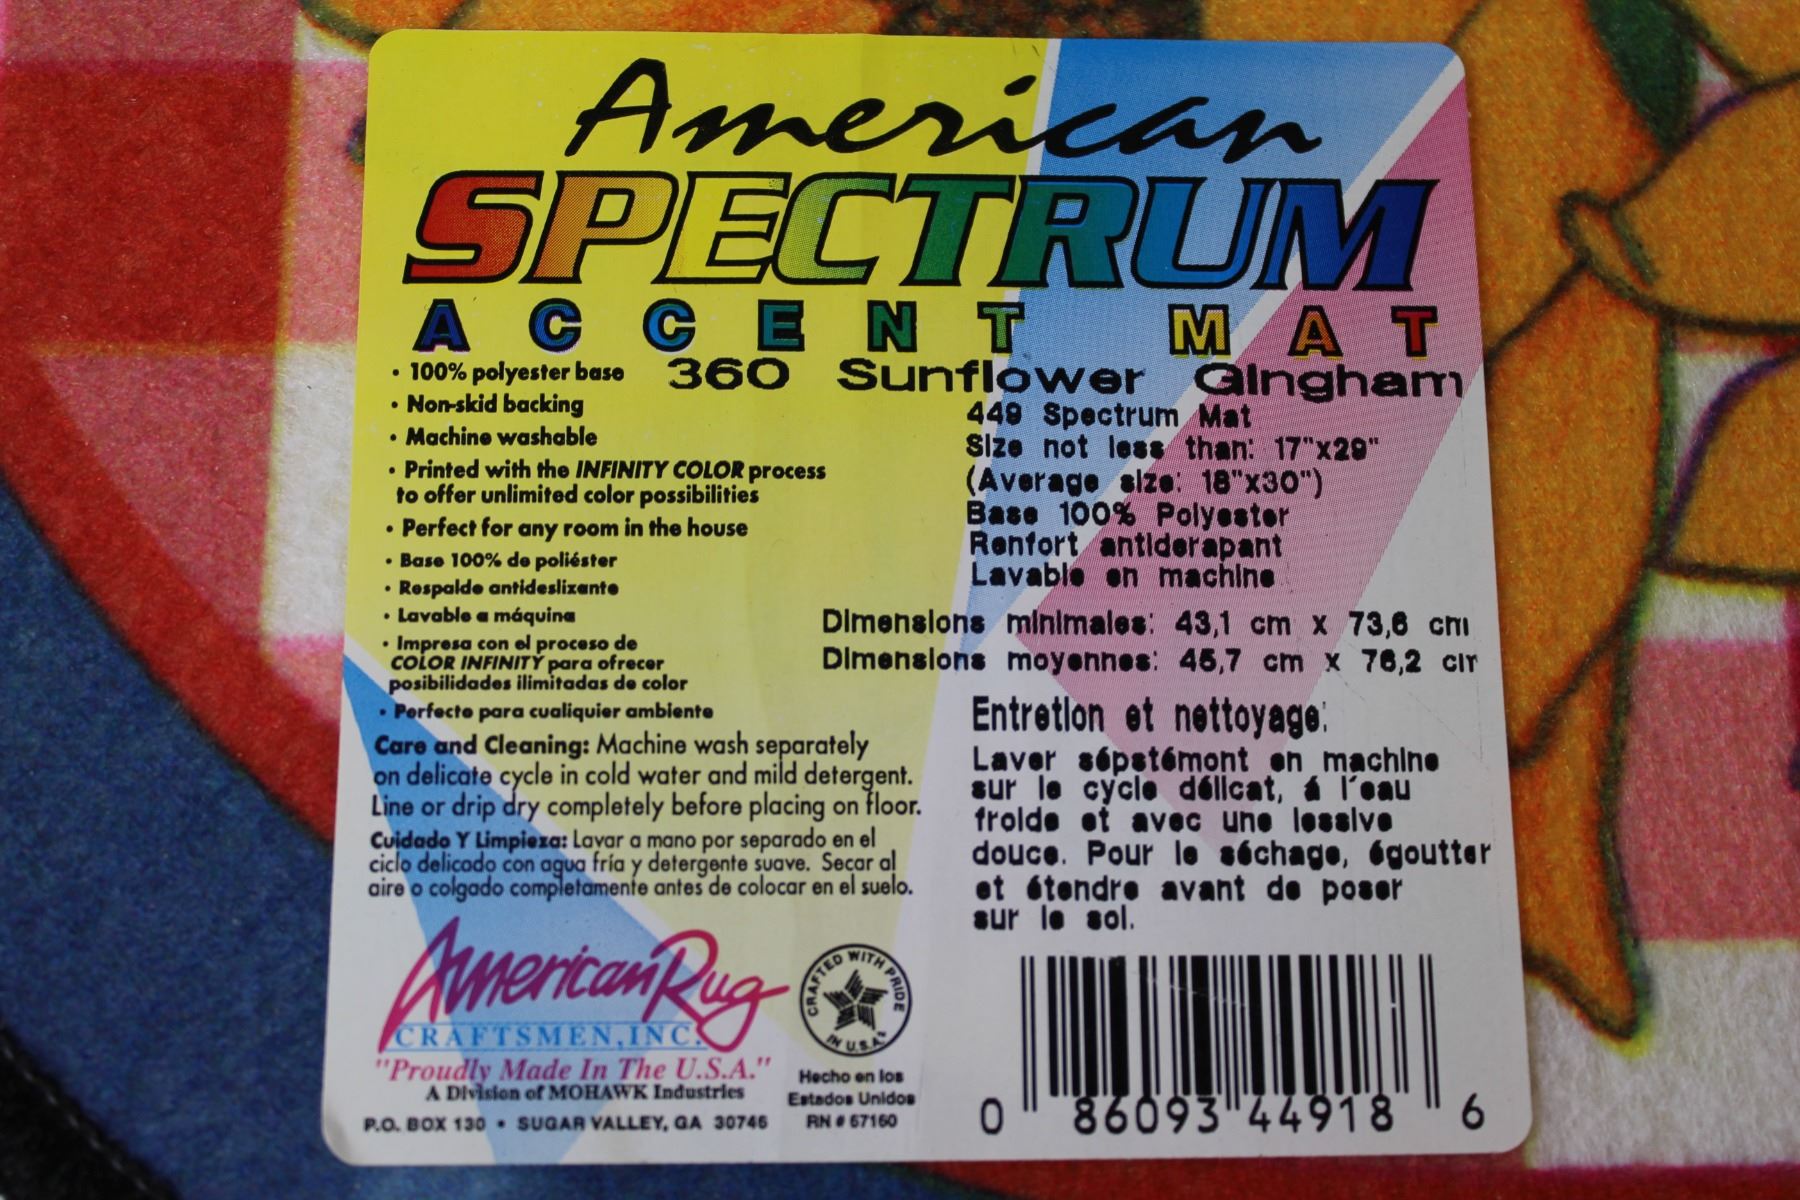 American
SPECTRUM
ACCENT MAT
360 Sunflower Gingham
• 100% polyester base
• Non-skid backing
• Machine washable
• Printed with the INFINITY COLOR process
to offer unlimited color possibilities
• Perfect for any room in the house
• Base 100% de poliéster
• Respalde antideslizante
• Lavable a máquina
• Impresa con el proceso de
COLOR INFINITY para ofrecer
posibilidades ilimitadas de color
• Perfecto para cualiquier ambiente
449 Spectrum Mat
Size not less than: 17"x29"
(Average size: 18"x30")
Base 100% Polyester
Renfort antiderapant
Lavable en machine
Dimensions minimales: 43,1 cm x 73,6 cm
Dimensions moyennes: 45,7 cm x 76,2 cm
Care and Cleaning: Machine wash separately
on delicate cycle in cold water and mild detergent.
Line or drip dry completely before placing on floor.
Cuidado Y Limpieza: Lavar a mano por separado en el
ciclo delicado con agua fría y detergente suave. Secar al
aire o colgado completamente antes de colocar en el suelo.
Entretion et nettoyage:
Laver sépstémont en machine
sur le cycle délicat, á l'eau
froide et avec une lessive
douce. Pour le séchage, égoutter
et étendre avant de poser
sur le sol.
American Rug
CRAFTSMEN, INC.
"Proudly Made In The U.S.A."
A Division of MOHAWK Industries
P.O. BOX 130 • SUGAR VALLEY, GA 30746
CRAFTED WITH PRIDE
IN U.S.A.
Hecho en los
Estados Unidos
RN # 67160
0 86093 44918 6